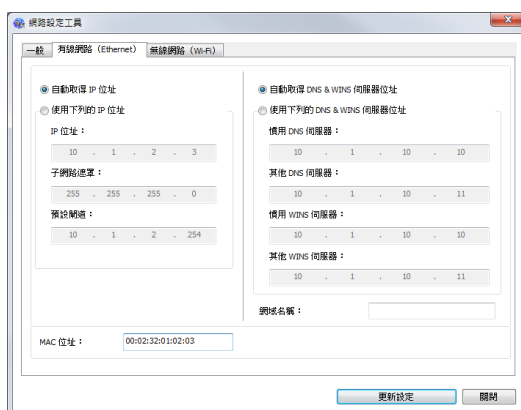 網路設定工具
一般 有線網路 (Ethernet) 無線網路 (Wi-Fi)
自動取得 IP 位址
使用下列的 IP 位址
IP 位址：
10 . 1 . 2 . 3
子網路遮罩：
255 . 255 . 255 . 0
預設閘道：
10 . 1 . 2 . 254
自動取得 DNS & WINS 伺服器位址
使用下列的 DNS & WINS 伺服器位址
慣用 DNS 伺服器：
10 . 1 . 10 . 10
其他 DNS 伺服器：
10 . 1 . 10 . 11
慣用 WINS 伺服器：
10 . 1 . 10 . 10
其他 WINS 伺服器：
10 . 1 . 10 . 11
網域名稱：
MAC 位址： 00:02:32:01:02:03
更新設定 關閉